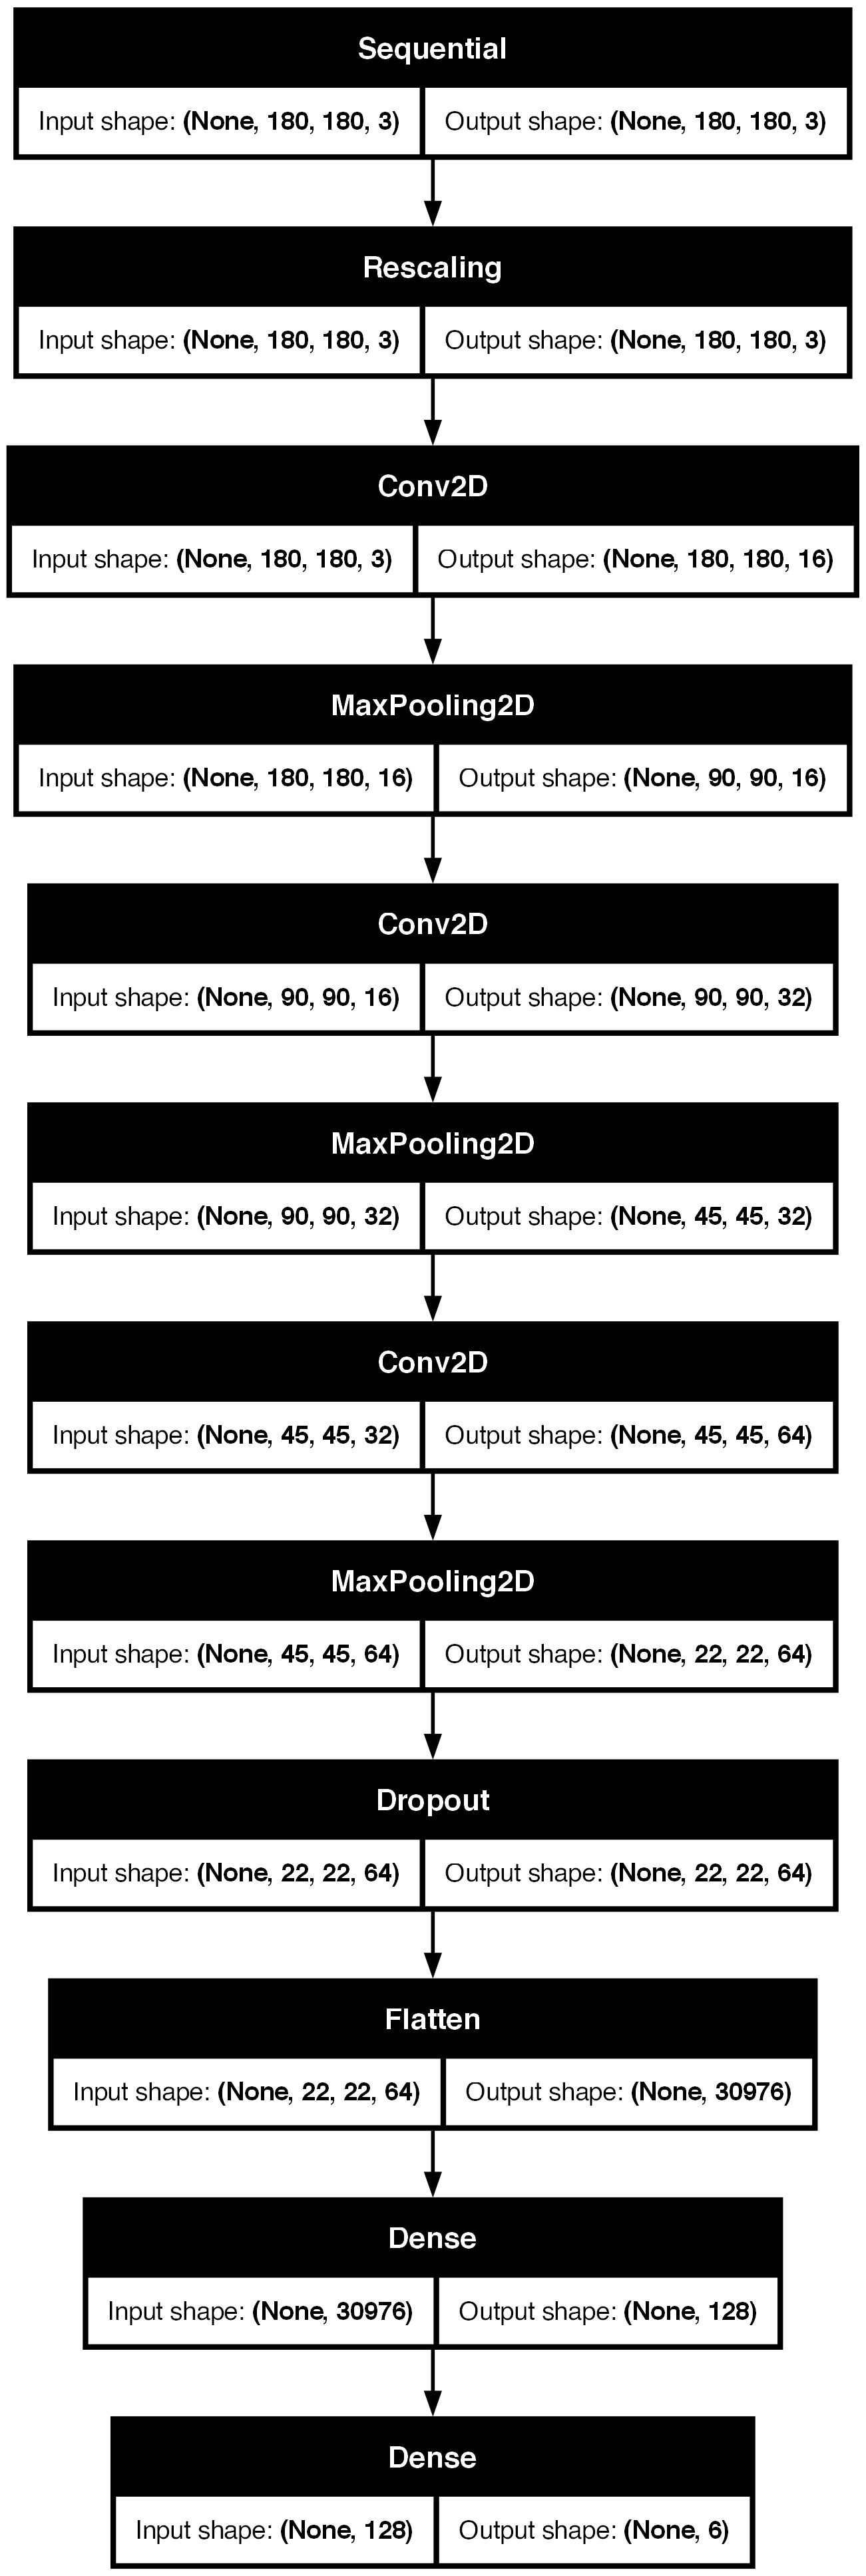 Sequential
Input shape: (None, 180, 180, 3) Output shape: (None, 180, 180, 3)
Rescaling
Input shape: (None, 180, 180, 3) Output shape: (None, 180, 180, 3)
Conv2D
Input shape: (None, 180, 180, 3) Output shape: (None, 180, 180, 16)
MaxPooling2D
Input shape: (None, 180, 180, 16) Output shape: (None, 90, 90, 16)
Conv2D
Input shape: (None, 90, 90, 16) Output shape: (None, 90, 90, 32)
MaxPooling2D
Input shape: (None, 90, 90, 32) Output shape: (None, 45, 45, 32)
Conv2D
Input shape: (None, 45, 45, 32) Output shape: (None, 45, 45, 64)
MaxPooling2D
Input shape: (None, 45, 45, 64) Output shape: (None, 22, 22, 64)
Dropout
Input shape: (None, 22, 22, 64) Output shape: (None, 22, 22, 64)
Flatten
Input shape: (None, 22, 22, 64) Output shape: (None, 30976)
Dense
Input shape: (None, 30976) Output shape: (None, 128)
Dense
Input shape: (None, 128) Output shape: (None, 6)